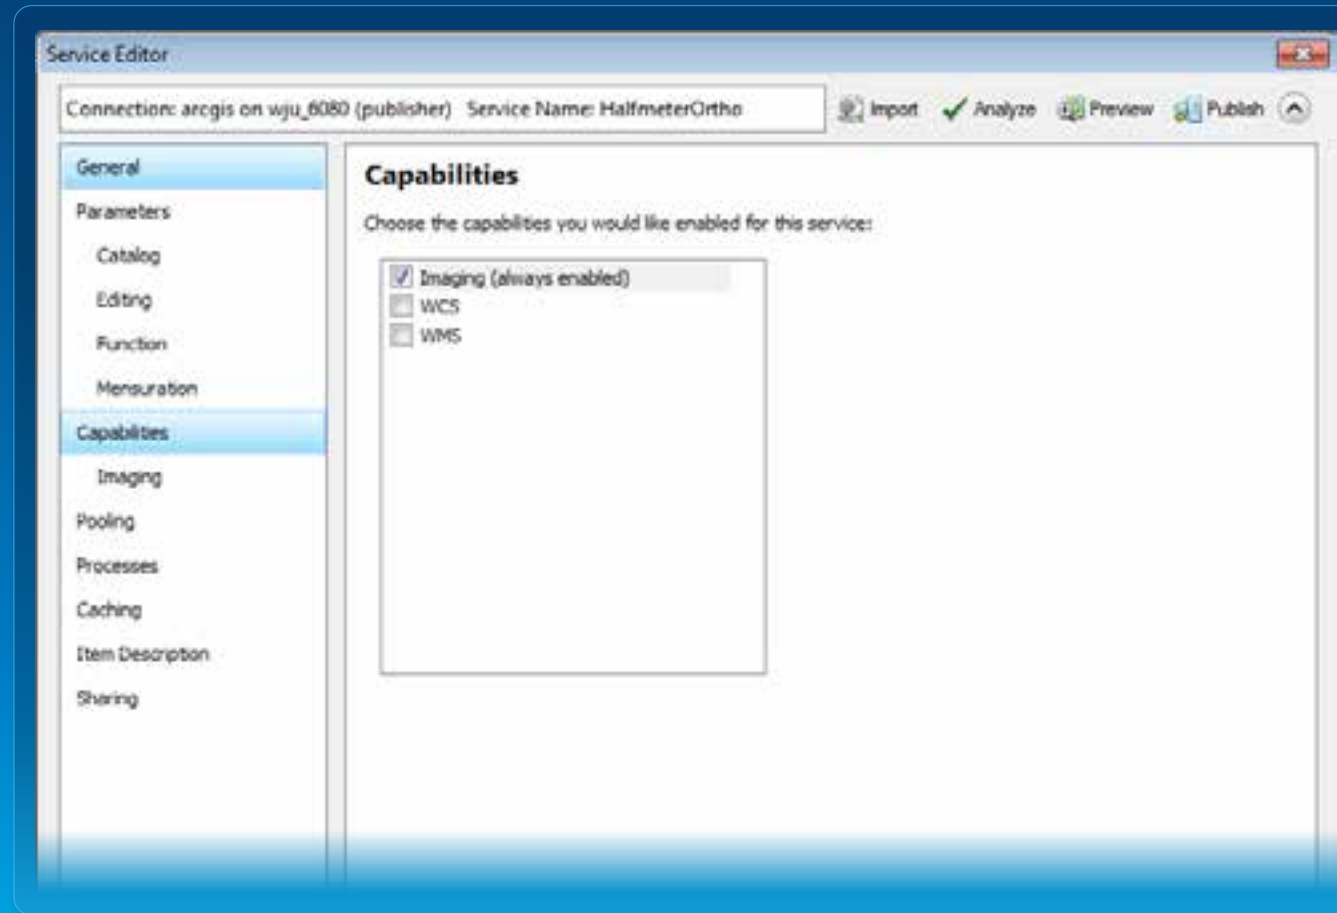 Service Editor
Connection: arcgis on wju_6080 (publisher) Service Name: HalfmeterOrtho
Import Analyze Preview Publish
General
Parameters
Catalog
Editing
Function
Mensuration
Capabilities
Imaging
Pooling
Processes
Caching
Item Description
Sharing
Capabilities
Choose the capabilities you would like enabled for this service:
Imaging (always enabled)
WCS
WMS